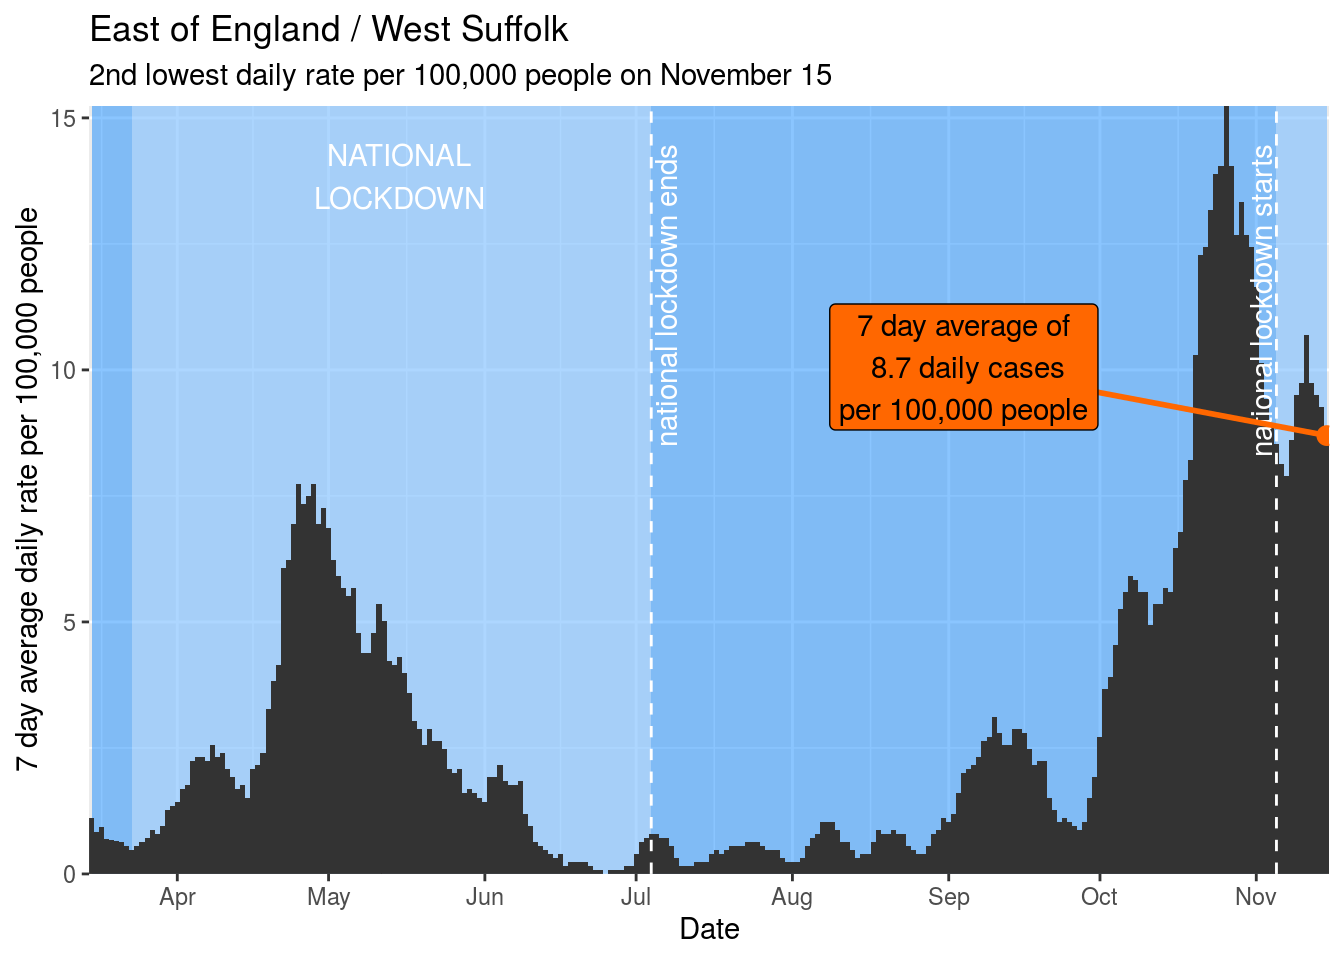 East of England / West Suffolk
2nd lowest daily rate per 100,000 people on November 15
7 day average daily rate per 100,000 people
15
10
5
0
NATIONAL
LOCKDOWN
national lockdown ends
7 day average of
8.7 daily cases
per 100,000 people
national lockdown starts
Apr
May
Jun
Jul
Aug
Sep
Oct
Nov
Date